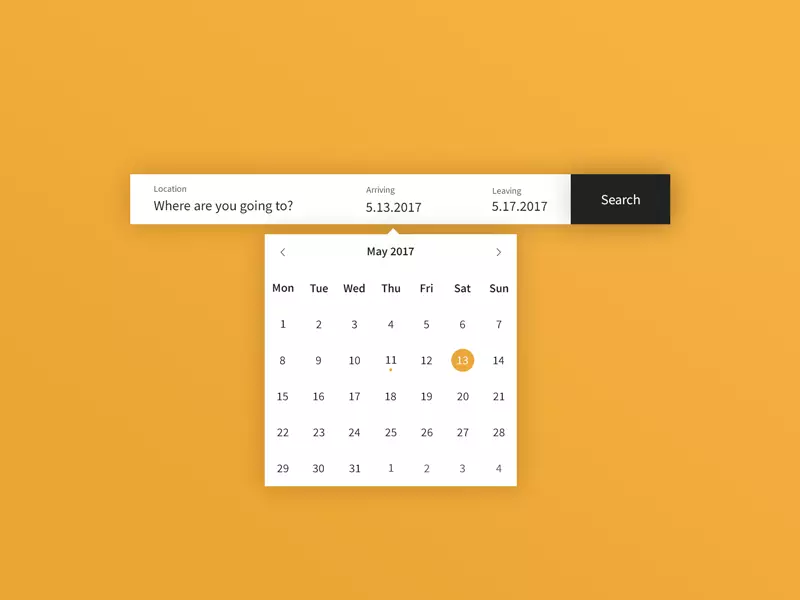 Location Arriving Leaving
Where are you going to? 5.13.2017 5.17.2017 Search
May 2017
Mon Tue Wed Thu Fri Sat Sun
1 2 3 4 5 6 7
8 9 10 11 12 13 14
15 16 17 18 19 20 21
22 23 24 25 26 27 28
29 30 31 1 2 3 4